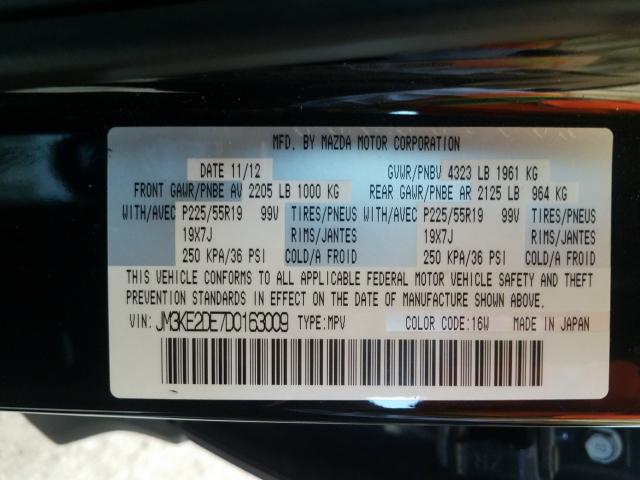 MFD. BY MAZDA MOTOR CORPORATION
DATE 11/12 GVWR/PNBV 4323 LB 1961 KG
FRONT GAWR/PNBE AV 2205 LB 1000 KG REAR GAWR/PNBE AR 2125 LB 964 KG
WITH/AVEC P225/55R19 99V TIRES/PNEUS WITH/AVEC P225/55R19 99V TIRES/PNEUS
19X7J RIMS/JANTES 19X7J RIMS/JANTES
250 KPA/36 PSI COLD/A FROID 250 KPA/36 PSI COLD/A FROID
THIS VEHICLE CONFORMS TO ALL APPLICABLE FEDERAL MOTOR VEHICLE SAFETY AND THEFT
PREVENTION STANDARDS IN EFFECT ON THE DATE OF MANUFACTURE SHOWN ABOVE.
VIN: JM3KE2DE7D0163009 TYPE:MPV COLOR CODE:16W MADE IN JAPAN